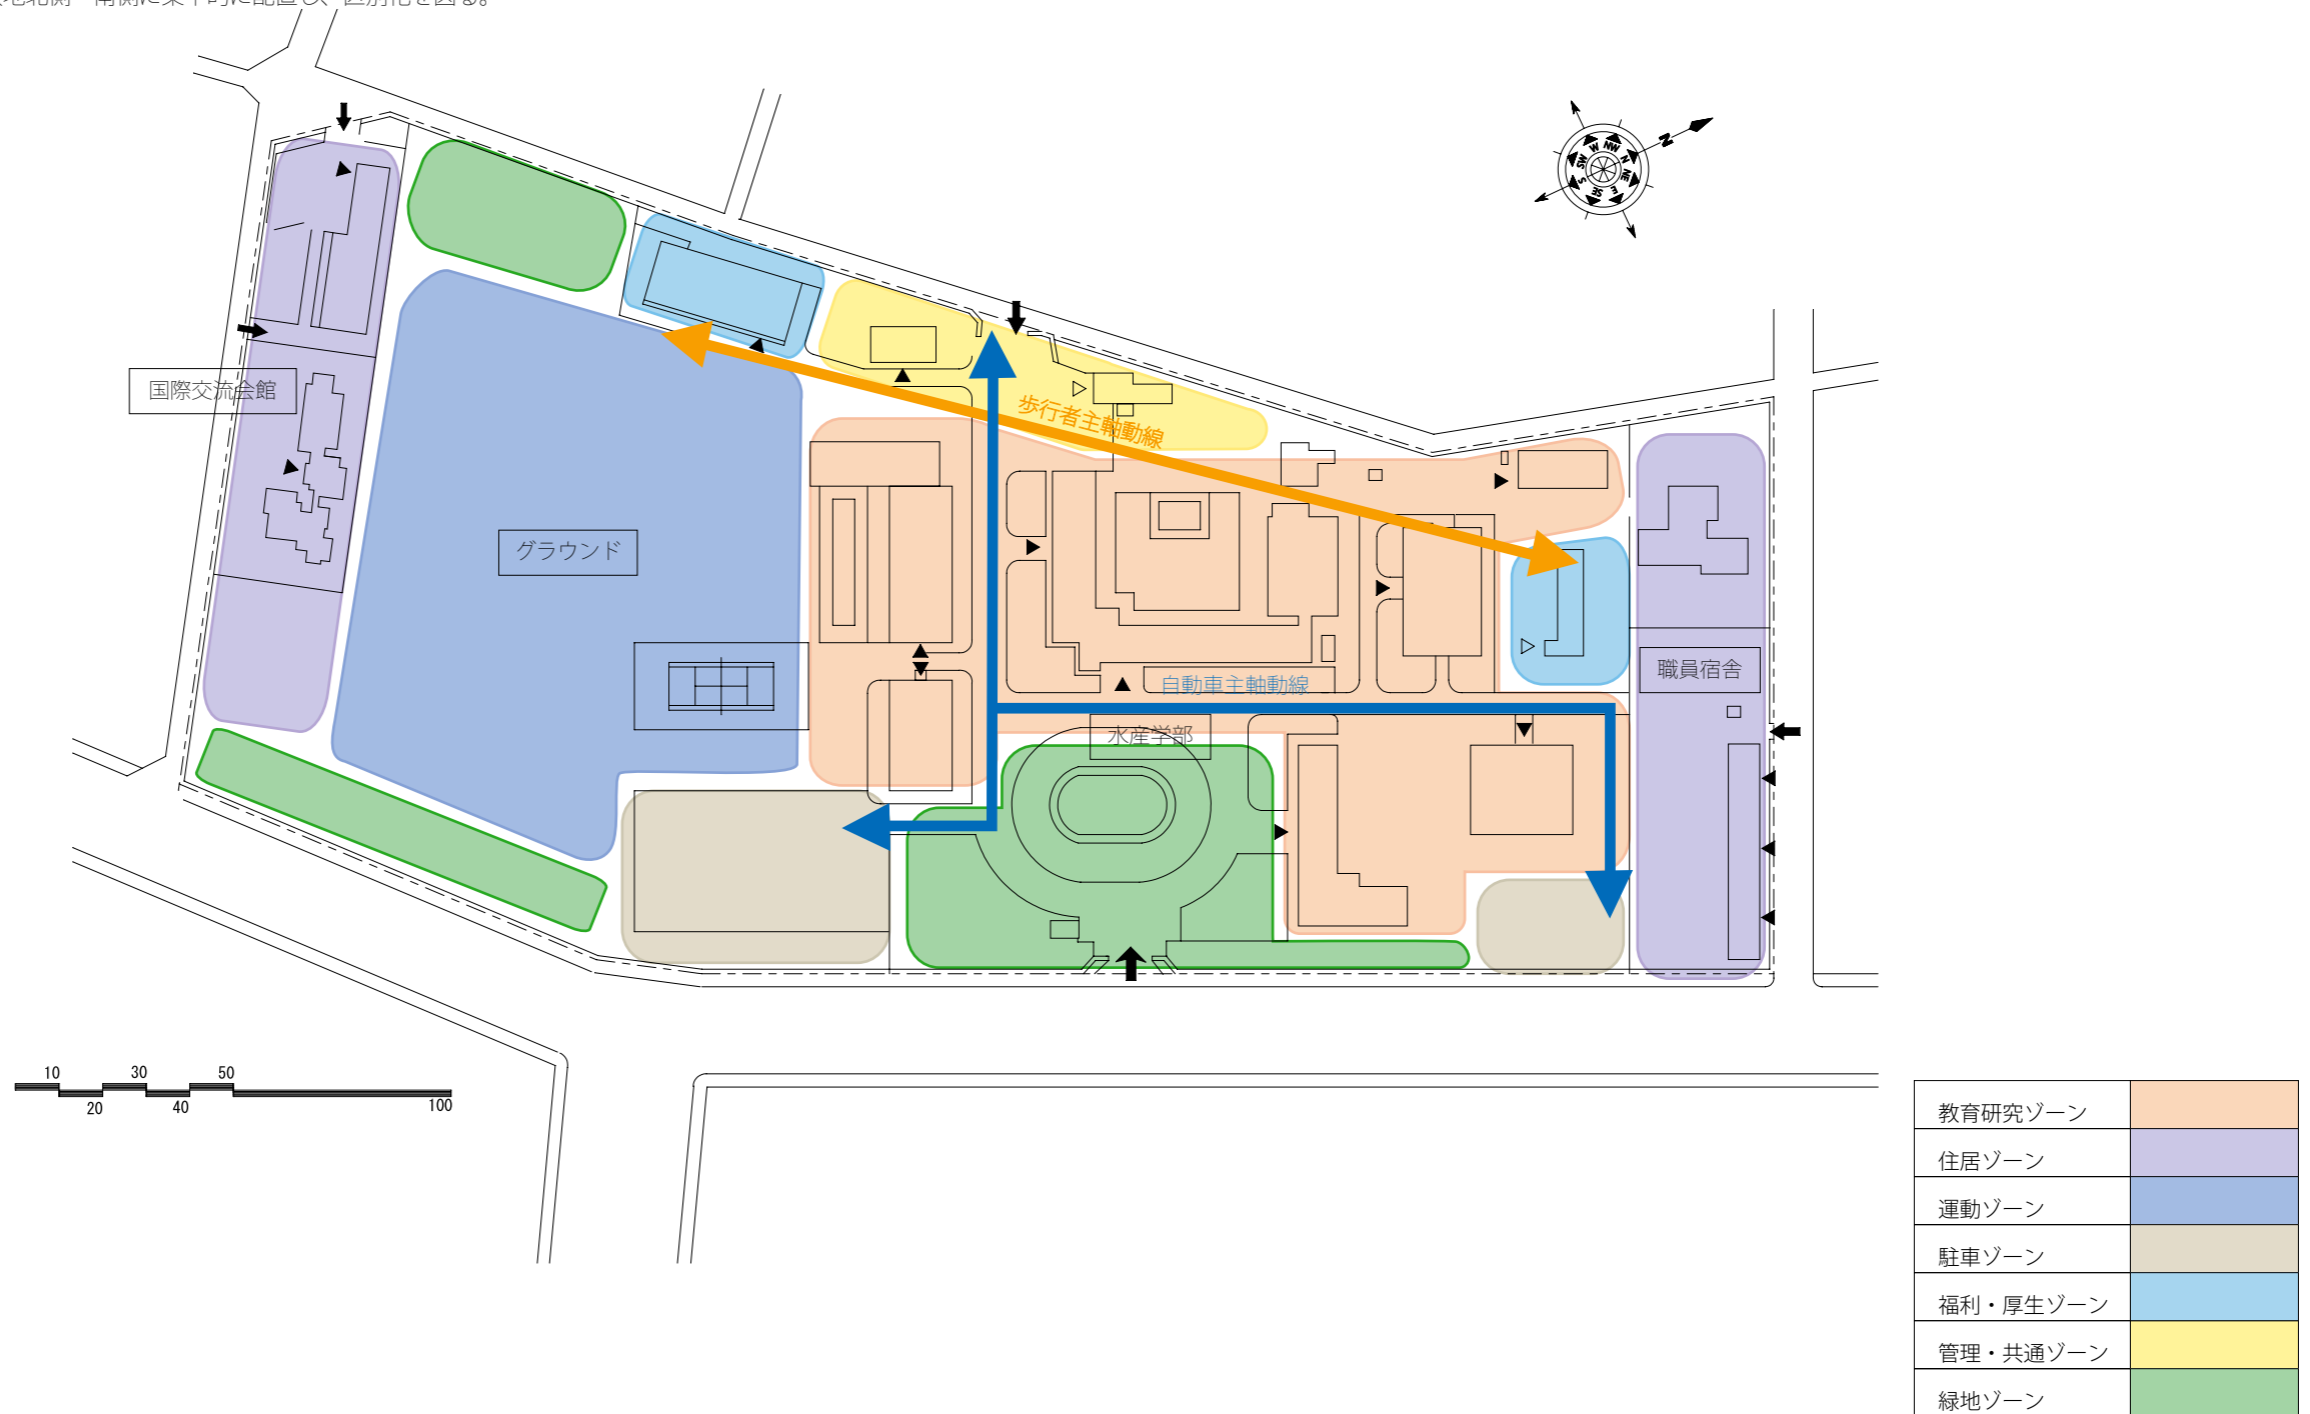 国際交流会館
グラウンド
歩行者主軸動線
自動車主軸動線
水産学部
職員宿舎
N
N
NE
E
SE
S
SW
W
NW
10
30
50
20
40
100
教育研究ゾーン
住居ゾーン
運動ゾーン
駐車ゾーン
福利・厚生ゾーン
管理・共通ゾーン
緑地ゾーン